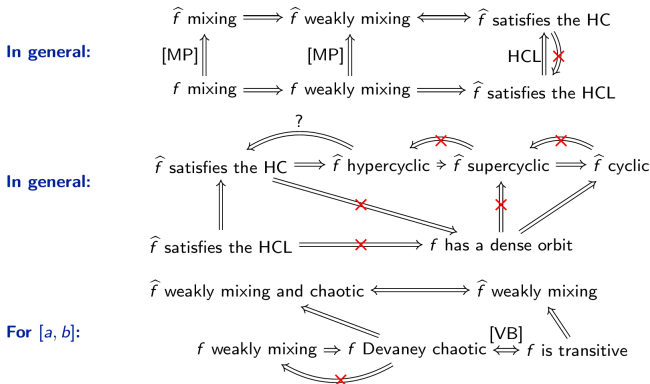 f̂ mixing ⟹ f̂ weakly mixing ⟺ f̂ satisfies the HC
In general: [MP] [MP] HCL
f mixing ⟹ f weakly mixing ⟹ f̂ satisfies the HCL
?
In general: f̂ satisfies the HC ⟹ f̂ hypercyclic ⇒ f̂ supercyclic ⟹ f̂ cyclic
f̂ satisfies the HCL ⟹ f has a dense orbit
f̂ weakly mixing and chaotic ⟺ f̂ weakly mixing
For [a, b]: [VB]
f weakly mixing ⇒ f Devaney chaotic ⇔ f is transitive